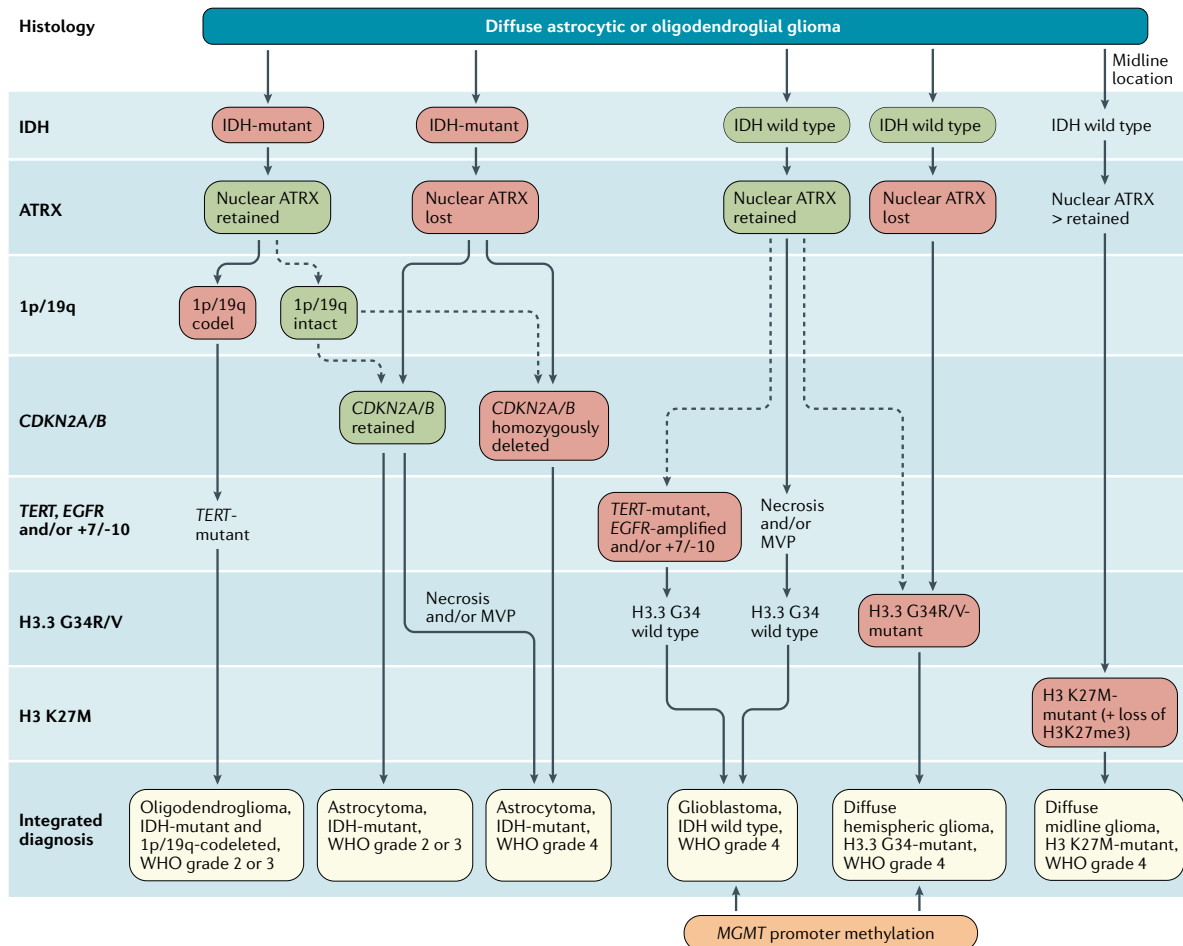 Histology
Diffuse astrocytic or oligodendroglial glioma
Midline
location
IDH
IDH-mutant
IDH-mutant
IDH wild type
IDH wild type
IDH wild type
ATRX
Nuclear ATRX
retained
Nuclear ATRX
lost
Nuclear ATRX
retained
Nuclear ATRX
lost
Nuclear ATRX
> retained
1p/19q
1p/19q
codel
1p/19q
intact
CDKN2A/B
CDKN2A/B
retained
CDKN2A/B
homozygously
deleted
TERT, EGFR
and/or +7/-10
TERT-
mutant
TERT-mutant,
EGFR-amplified
and/or +7/-10
Necrosis
and/or
MVP
H3.3 G34R/V
Necrosis
and/or MVP
H3.3 G34
wild type
H3.3 G34
wild type
H3.3 G34R/V-
mutant
H3 K27M
H3 K27M-
mutant (+ loss of
H3K27me3)
Integrated
diagnosis
Oligodendroglioma,
IDH-mutant and
1p/19q-codeleted,
WHO grade 2 or 3
Astrocytoma,
IDH-mutant,
WHO grade 2 or 3
Astrocytoma,
IDH-mutant,
WHO grade 4
Glioblastoma,
IDH wild type,
WHO grade 4
Diffuse
hemispheric glioma,
H3.3 G34-mutant,
WHO grade 4
Diffuse
midline glioma,
H3 K27M-mutant,
WHO grade 4
MGMT promoter methylation